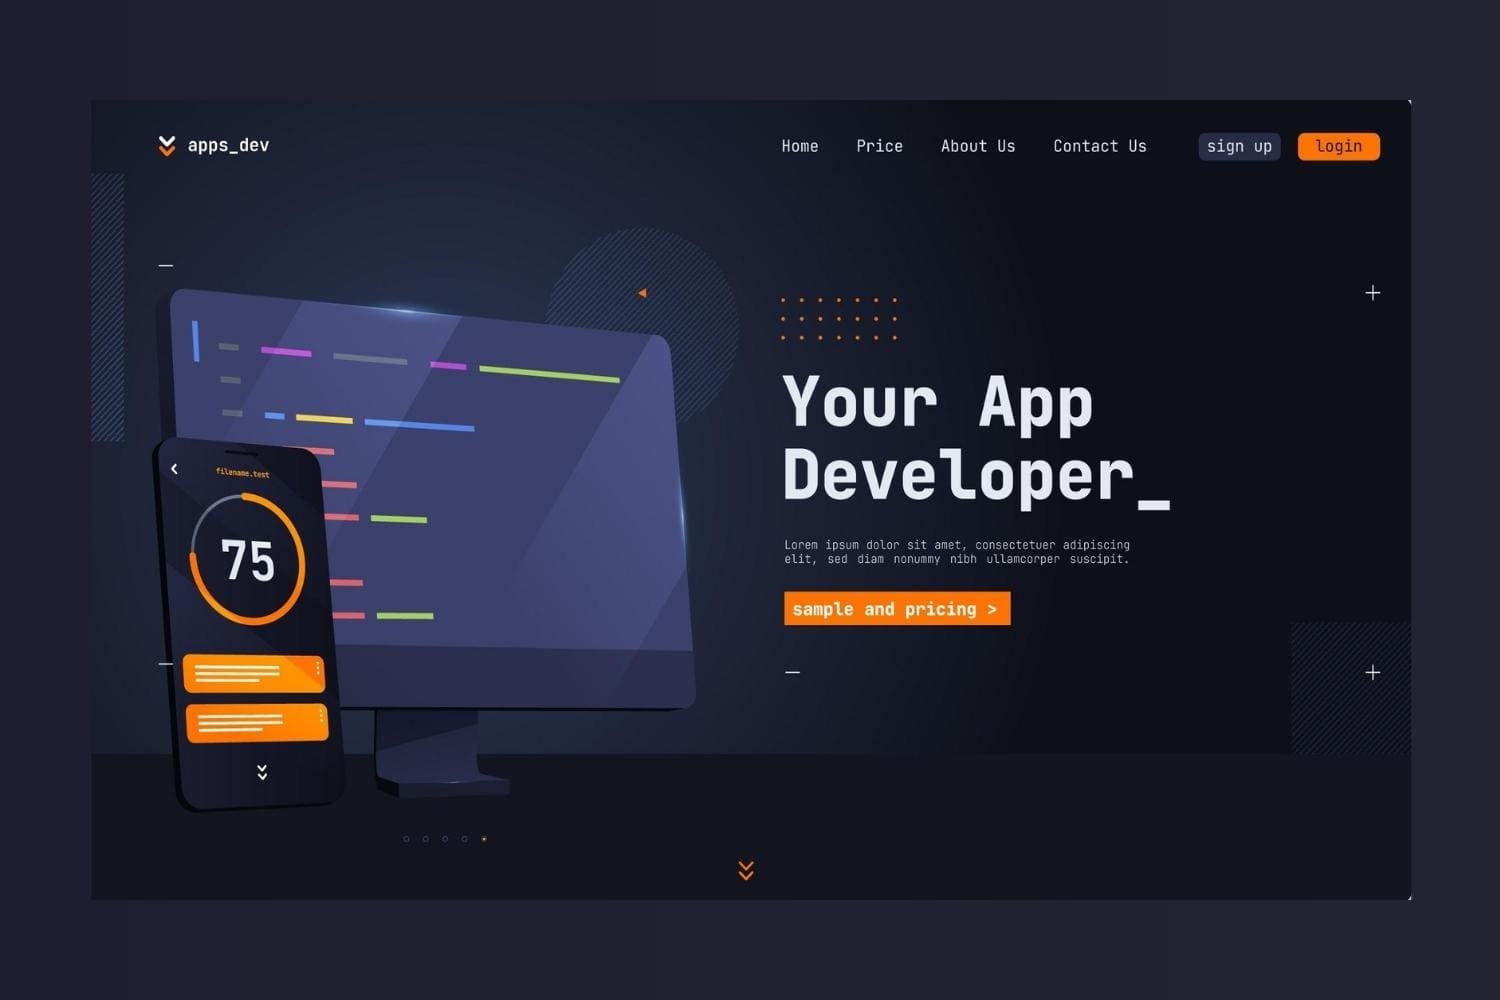 apps_dev
Home Price About Us Contact Us sign up login
filename.test
75
Your App
Developer_
Lorem ipsum dolor sit amet, consectetuer adipiscing
elit, sed diam nonummy nibh ullamcorper suscipit.
sample and pricing >